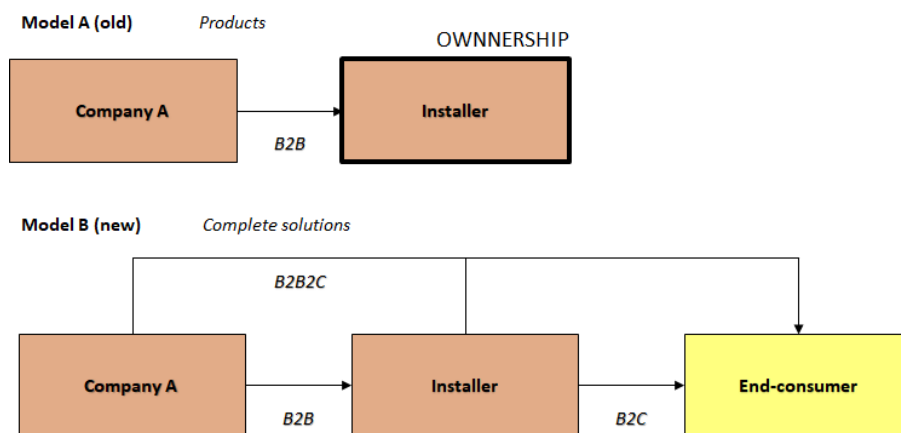 Model A (old) Products
OWNNERSHIP
Company A
Installer
B2B
Model B (new) Complete solutions
B2B2C
Company A
Installer
End-consumer
B2B
B2C